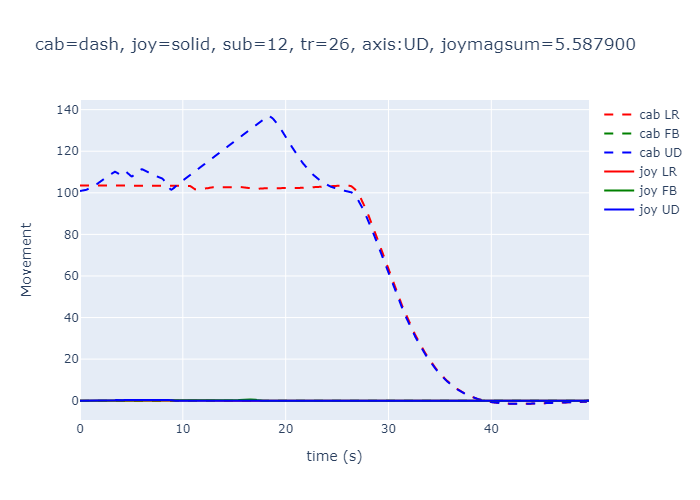 cab=dash, joy=solid, sub=12, tr=26, axis:UD, joymagsum=5.587900
140
120
100
80
60
40
20
0
Movement
0 10 20 30 40
time (s)
cab LR
cab FB
cab UD
joy LR
joy FB
joy UD